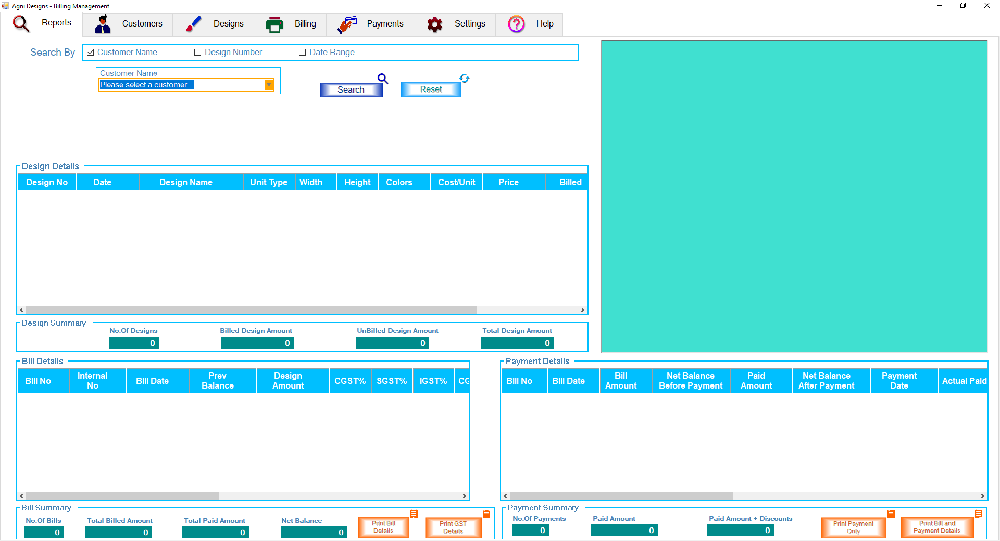 Agni Designs - Billing Management
Reports
Customers
Designs
Billing
Payments
Settings
Help
Search By
Customer Name
Design Number
Date Range
Customer Name
Please select a customer...
Search
Reset
Design Details
Design No
Date
Design Name
Unit Type
Width
Height
Colors
Cost/Unit
Price
Billed
Design Summary
No.Of Designs
Billed Design Amount
UnBilled Design Amount
Total Design Amount
0
0
0
0
Bill Details
Bill No
Internal
No
Bill Date
Prev
Balance
Design
Amount
CGST%
SGST%
IGST%
CG
Payment Details
Bill No
Bill Date
Bill
Amount
Net Balance
Before Payment
Paid
Amount
Net Balance
After Payment
Payment
Date
Actual Paid
Bill Summary
No.Of Bills
Total Billed Amount
Total Paid Amount
Net Balance
0
0
0
0
Print Bill
Details
Print GST
Details
Payment Summary
No.Of Payments
Paid Amount
Paid Amount + Discounts
0
0
0
Print Payment
Only
Print Bill and
Payment Details